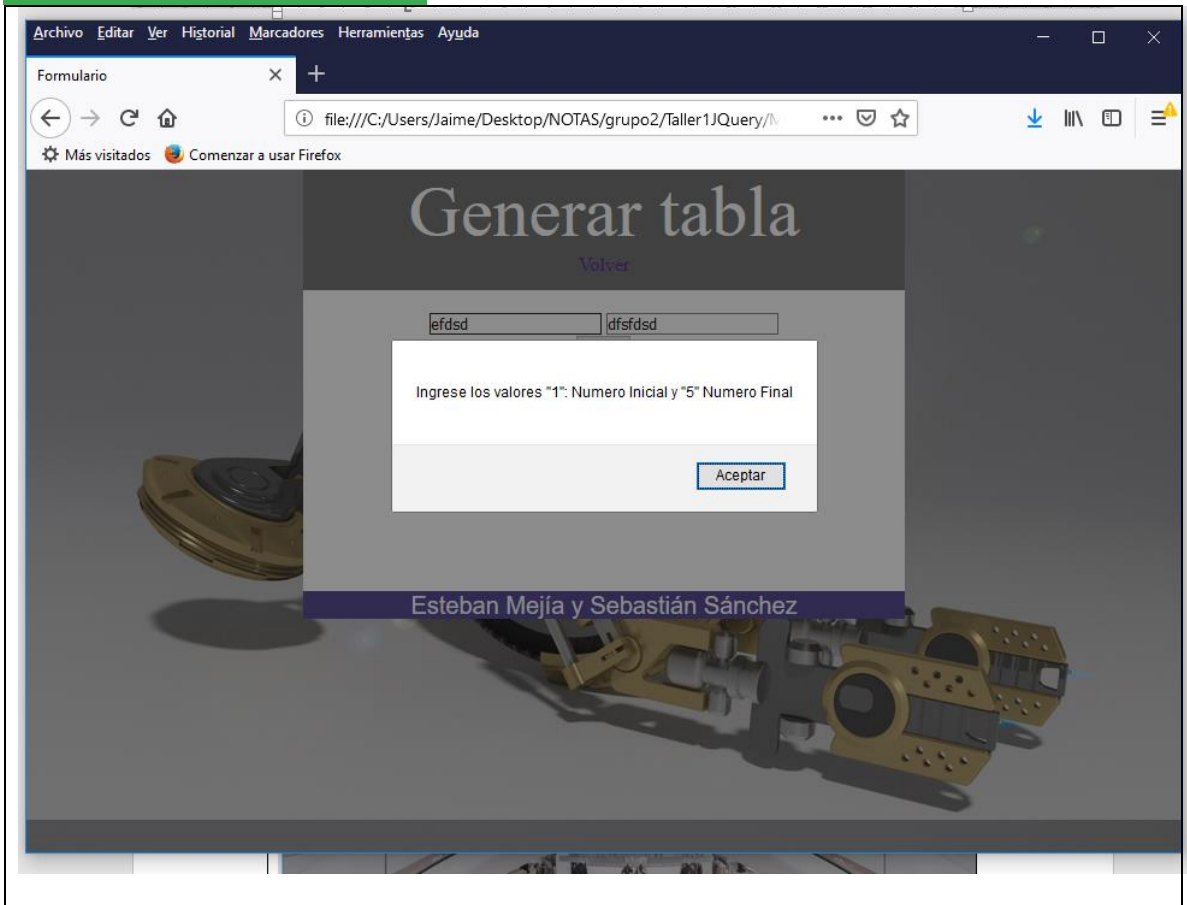 Archivo Editar Ver Historial Marcadores Herramientas Ayuda
Formulario
file:///C:/Users/Jaime/Desktop/NOTAS/grupo2/Taller1JQuery/
Más visitados Comenzar a usar Firefox
Generar tabla
Volver
efdsd dfsfdsd
Ingrese los valores "1": Numero Inicial y "5" Numero Final
Aceptar
Esteban Mejía y Sebastián Sánchez